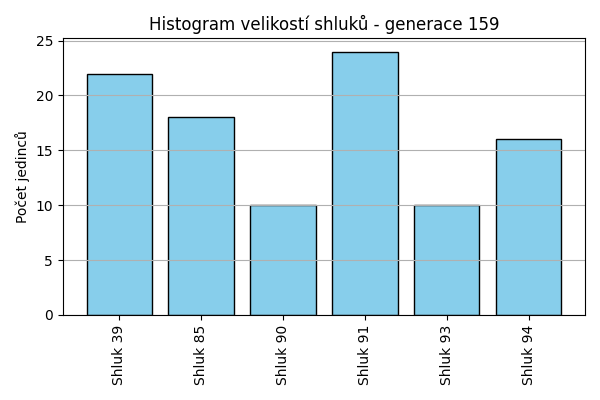 Histogram velikostí shluků - generace 159
Počet jedinců
25
20
15
10
5
0
Shluk 39
Shluk 85
Shluk 90
Shluk 91
Shluk 93
Shluk 94